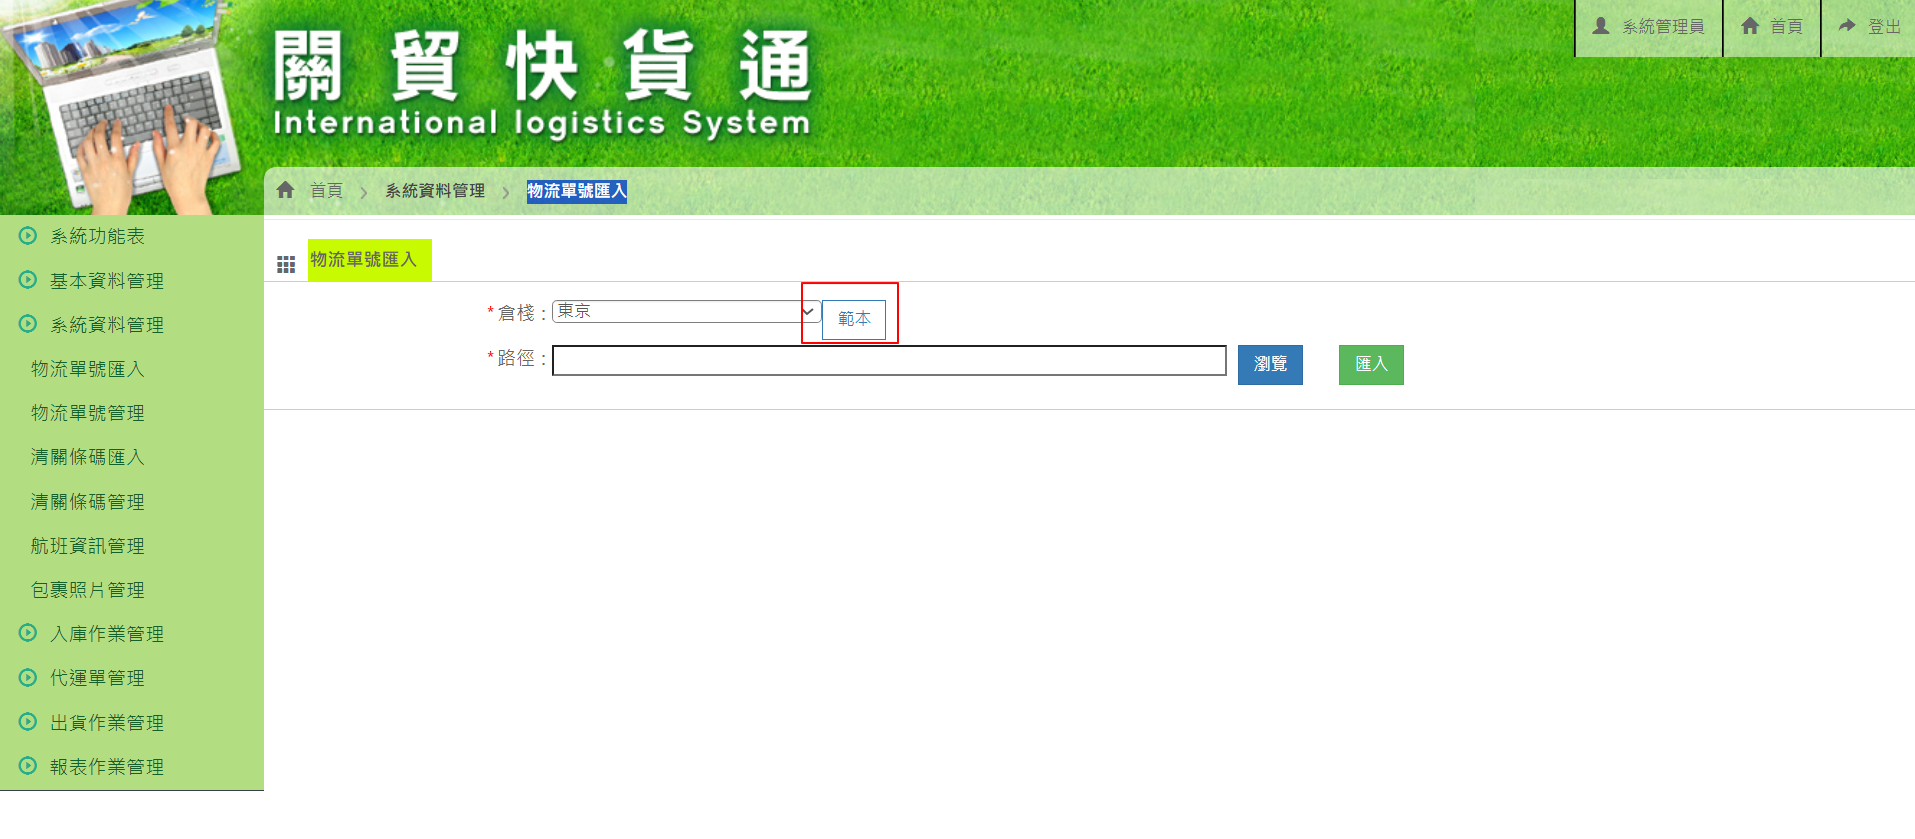 系統管理員
首頁
登出
關貿快貨通
International logistics System
首頁 > 系統資料管理 > 物流單號匯入
系統功能表
基本資料管理
系統資料管理
物流單號匯入
物流單號管理
清關條碼匯入
清關條碼管理
航班資訊管理
包裹照片管理
入庫作業管理
代運單管理
出貨作業管理
報表作業管理
物流單號匯入
*倉棧：東京 範本
*路徑： 瀏覽 匯入